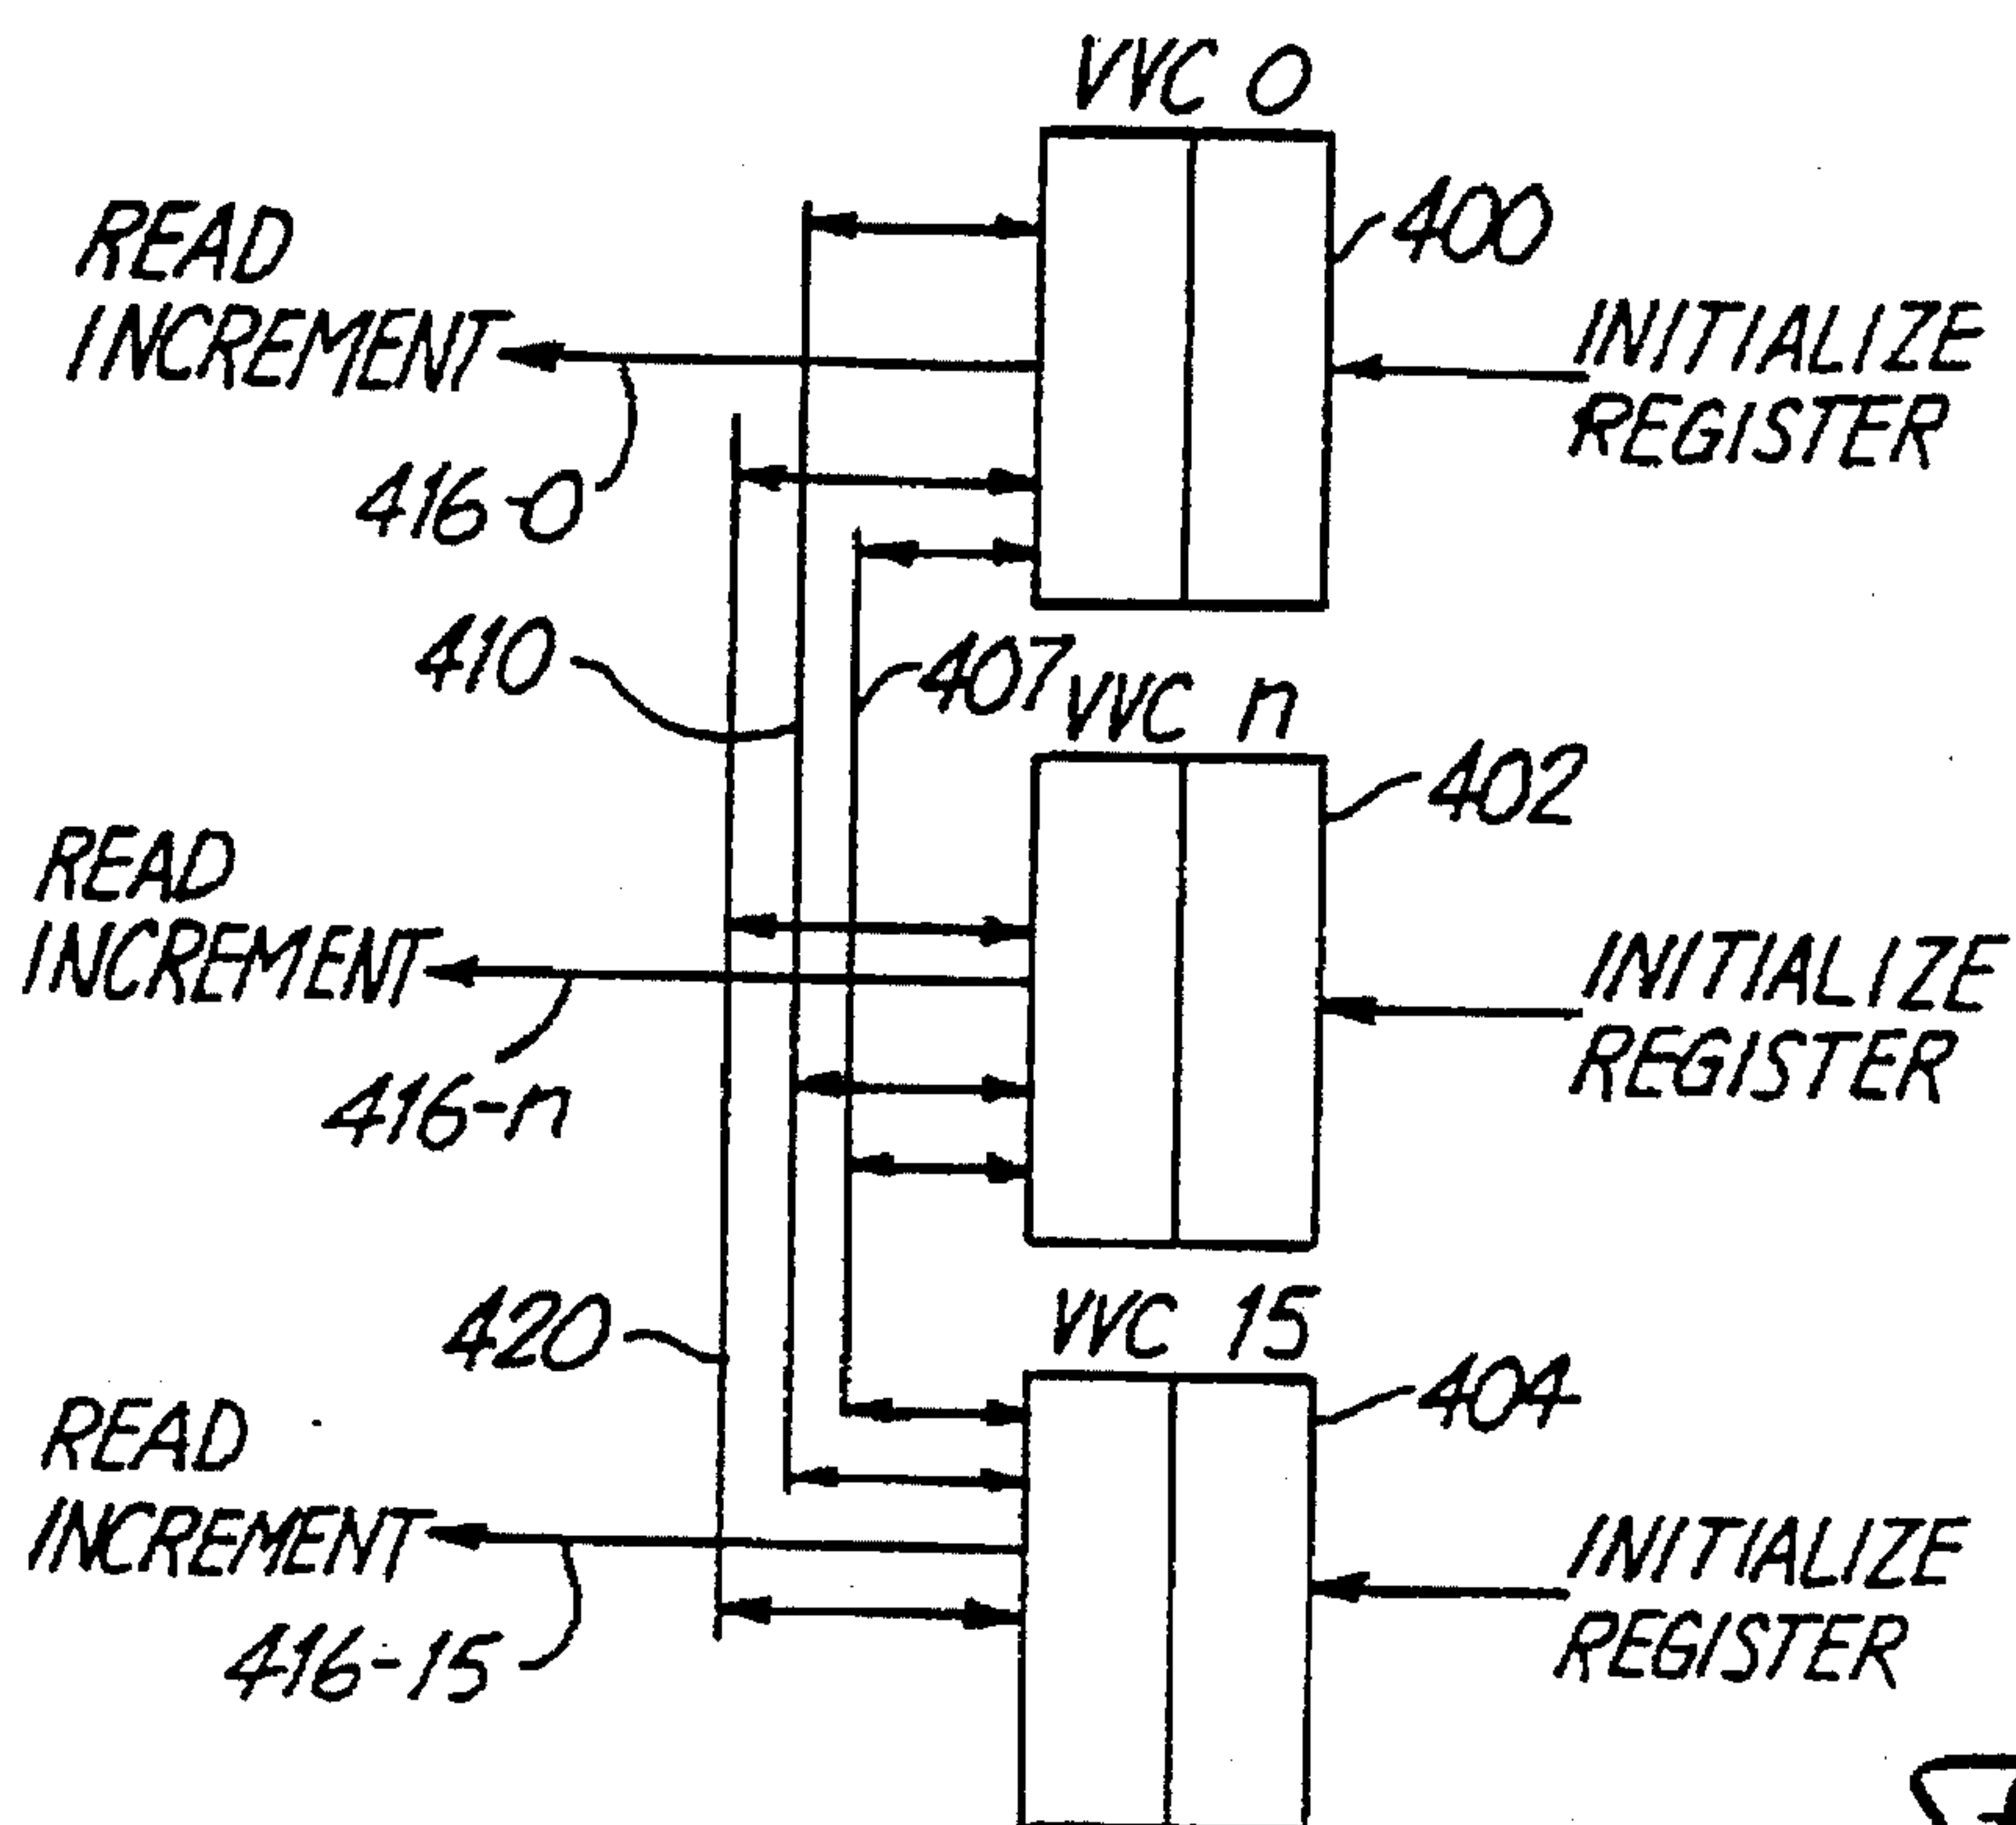 VVC 0
400
READ
INCREMENT
INITIALIZE
REGISTER
416-0
410
407
VVC n
402
READ
INCREMENT
INITIALIZE
REGISTER
416-n
420
VVC 15
404
READ
INCREMENT
INITIALIZE
REGISTER
416-15